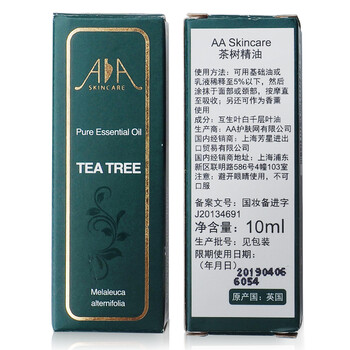 AA
SKINCARE
Pure Essential Oil
TEA TREE
Melaleuca
alternifolia
AA Skincare
茶树精油
使用方法：可用基础油或
乳液稀释至5%以下，然后
涂抹于面部或颈部，按摩直
至吸收；另还可作为香薰
使用
成分：互生叶白千层叶油
生产商：AA护肤网有限公司
国内经销商：上海芳星进出
口贸易有限公司
国内经销商地址：上海浦东
新区联明路586号4幢103室
注意：避开眼睛使用，不可
口服
备案文号：国妆备进字
J20134691
净含量：10ml
生产批号：见包装
限期使用日期：
（年月日）
20190406
6054
原产国：英国